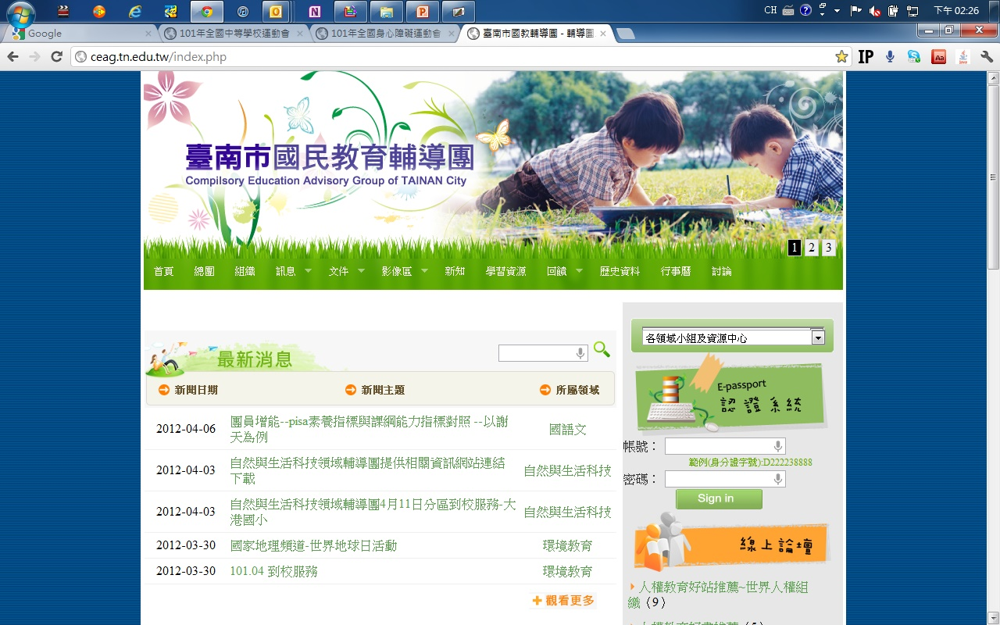 CH
下午 02:26
Google
101年全國中等學校運動會
101年全國身心障礙運動會
臺南市國教輔導團 - 輔導團
ceag.tn.edu.tw/index.php
IP
臺南市國民教育輔導團
Compilsory Education Advisory Group of TAINAN City
1 2 3
首頁 總團 組織 訊息 文件 影像區 新知 學習資源 回饋 歷史資料 行事曆 討論
最新消息
新聞日期 新聞主題 所屬領域
2012-04-06 團員增能--pisa素養指標與課綱能力指標對照 --以謝天為例 國語文
2012-04-03 自然與生活科技領域輔導團提供相關資訊網站連結下載 自然與生活科技
2012-04-03 自然與生活科技領域輔導團4月11日分區到校服務-大港國小 自然與生活科技
2012-03-30 國家地理頻道-世界地球日活動 環境教育
2012-03-30 101.04 到校服務 環境教育
觀看更多
各領域小組及資源中心
E-passport
認證系統
帳號：
範例(身分證字號):D222238888
密碼：
Sign in
線上論壇
人權教育好站推薦~世界人權組
織 (9)